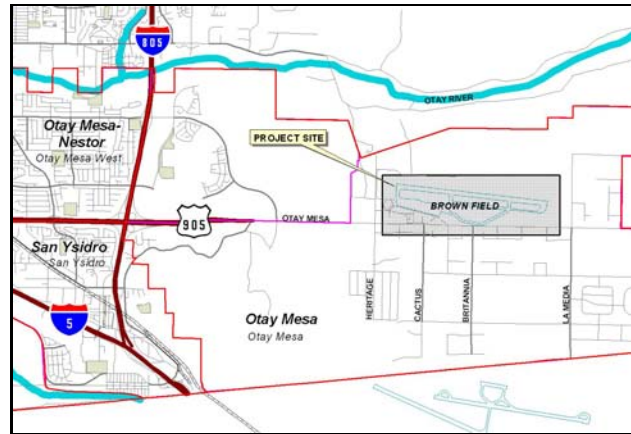 805
OTAY RIVER
Otay Mesa-
Nestor
Otay Mesa West
PROJECT SITE
BROWN FIELD
OTAY MESA
905
San Ysidro
San Ysidro
HERITAGE
CACTUS
BRITANNIA
LA MEDIA
5
Otay Mesa
Otay Mesa